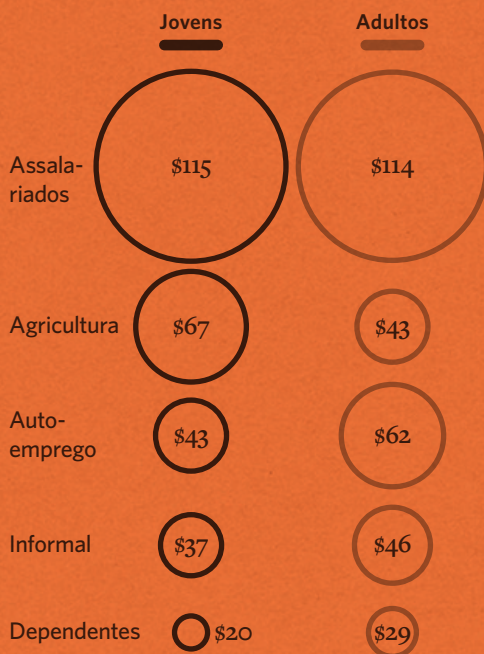 Jovens Adultos
Assala-
riados
$115 $114
Agricultura $67 $43
Auto-
emprego
$43 $62
Informal $37 $46
Dependentes $20 $29